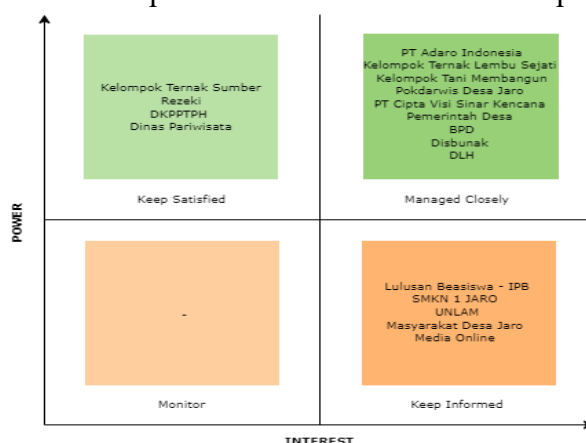 POWER
Kelompok Ternak Sumber
Rezeki
DKPPTPH
Dinas Pariwisata
Keep Satisfied
PT Adaro Indonesia
Kelompok Ternak Lembu Sejati
Kelompok Tani Membangun
Pokdarwis Desa Jaro
PT Cipta Visi Sinar Kencana
Pemerintah Desa
BPD
Disbunak
DLH
Managed Closely
-
Monitor
Lulusan Beasiswa - IPB
SMKN 1 JARO
UNLAM
Masyarakat Desa Jaro
Media Online
Keep Informed
INTEREST